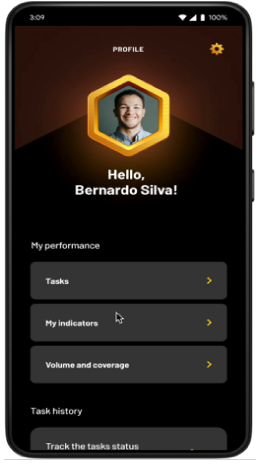 3:09
100%
PROFILE
Hello,
Bernardo Silva!
My performance
Tasks
My indicators
Volume and coverage
Task history
Track the tasks status